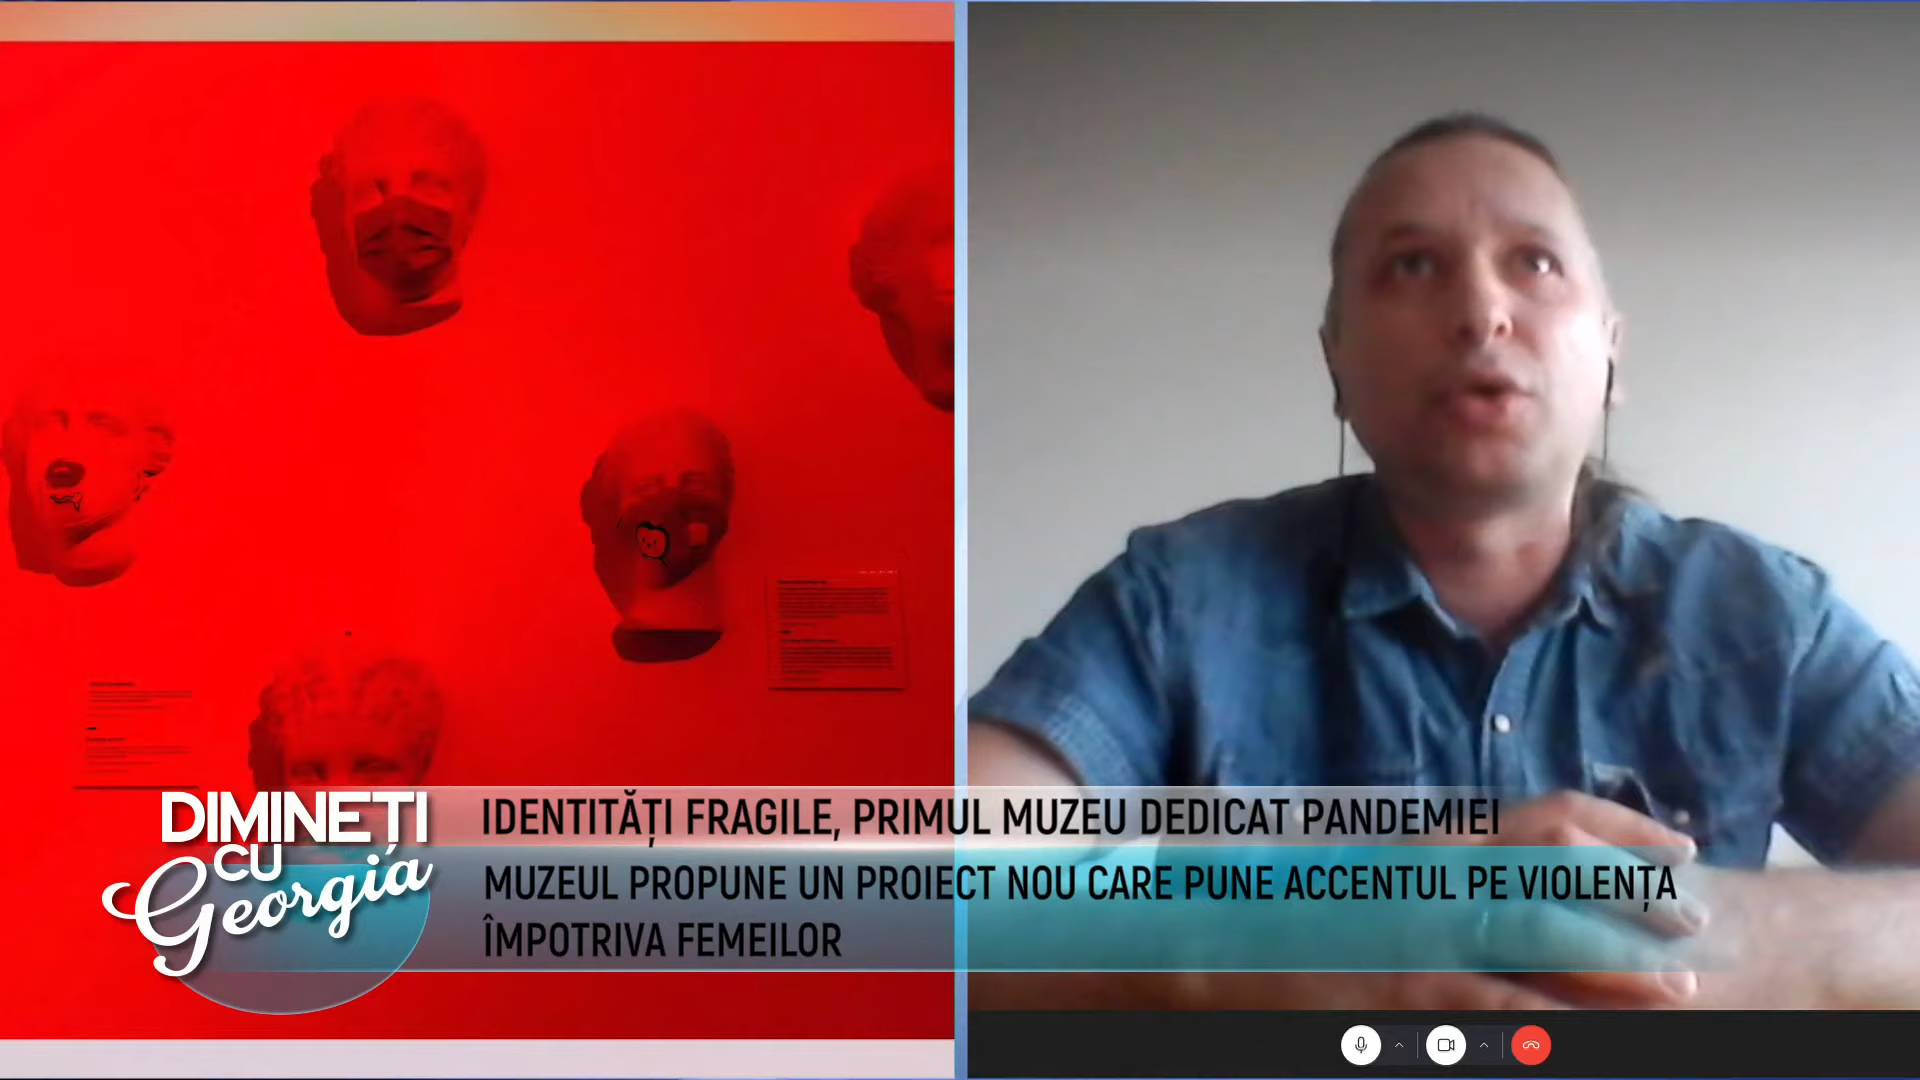 DIMINEȚI
CU
Georgia
IDENTITĂȚI FRAGILE, PRIMUL MUZEU DEDICAT PANDEMIEI
MUZEUL PROPUNE UN PROIECT NOU CARE PUNE ACCENTUL PE VIOLENȚA
ÎMPOTRIVA FEMEILOR